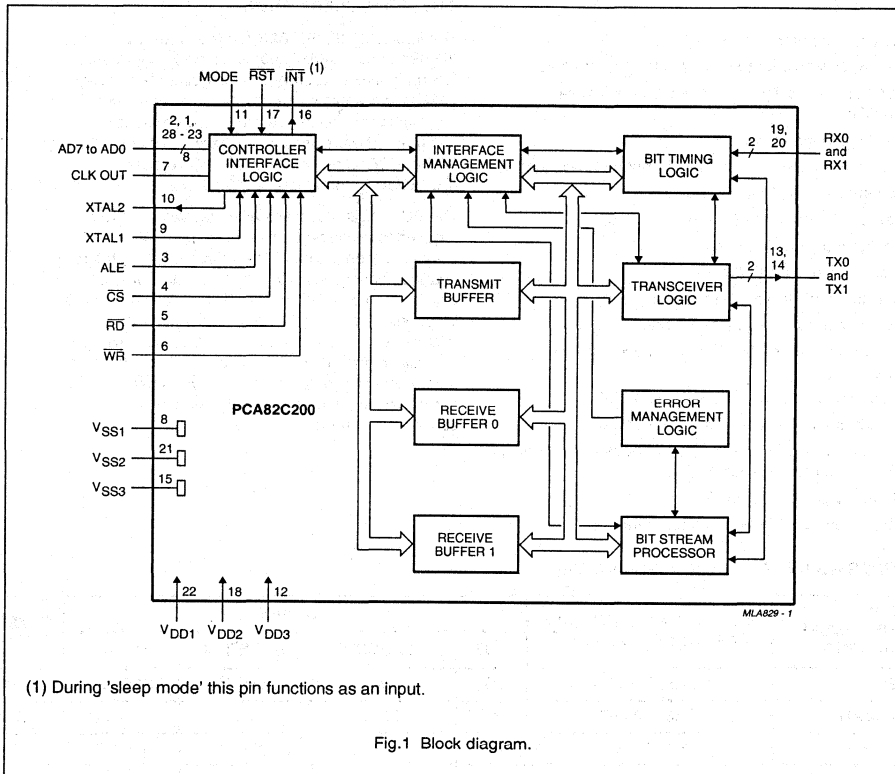 MODE RST INT (1)
11 17 16
2, 1,
28 - 23
AD7 to AD0
8
CLK OUT
7
XTAL2
10
XTAL1
9
ALE
3
CS
4
RD
5
WR
6
CONTROLLER
INTERFACE
LOGIC
INTERFACE
MANAGEMENT
LOGIC
BIT TIMING
LOGIC
2
19,
20
RX0
and
RX1
TRANSMIT
BUFFER
TRANSCEIVER
LOGIC
2
13,
14
TX0
and
TX1
PCA82C200
RECEIVE
BUFFER 0
ERROR
MANAGEMENT
LOGIC
VSS1
8
VSS2
21
VSS3
15
RECEIVE
BUFFER 1
BIT STREAM
PROCESSOR
22 18 12
VDD1 VDD2 VDD3
MLA829 - 1
(1) During 'sleep mode' this pin functions as an input.
Fig.1 Block diagram.